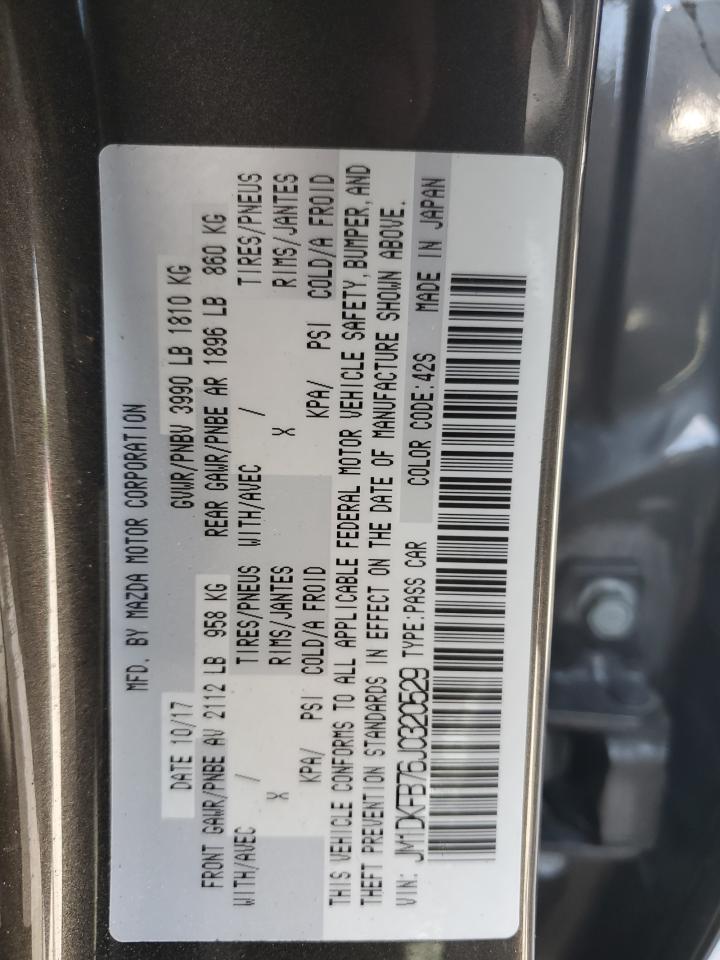 MFD. BY MAZDA MOTOR CORPORATION
DATE 10/17 GVWR/PNBV 3990 LB 1810 KG
FRONT GAWR/PNBE AV 2112 LB 958 KG REAR GAWR/PNBE AR 1896 LB 860 KG
WITH/AVEC / TIRES/PNEUS WITH/AVEC / TIRES/PNEUS
X RIMS/JANTES X RIMS/JANTES
KPA/ PSI COLD/A FROID KPA/ PSI COLD/A FROID
THIS VEHICLE CONFORMS TO ALL APPLICABLE FEDERAL MOTOR VEHICLE SAFETY, BUMPER, AND
THEFT PREVENTION STANDARDS IN EFFECT ON THE DATE OF MANUFACTURE SHOWN ABOVE.
VIN: JM1DKFB76J0320529 TYPE:PASS CAR COLOR CODE:42S MADE IN JAPAN